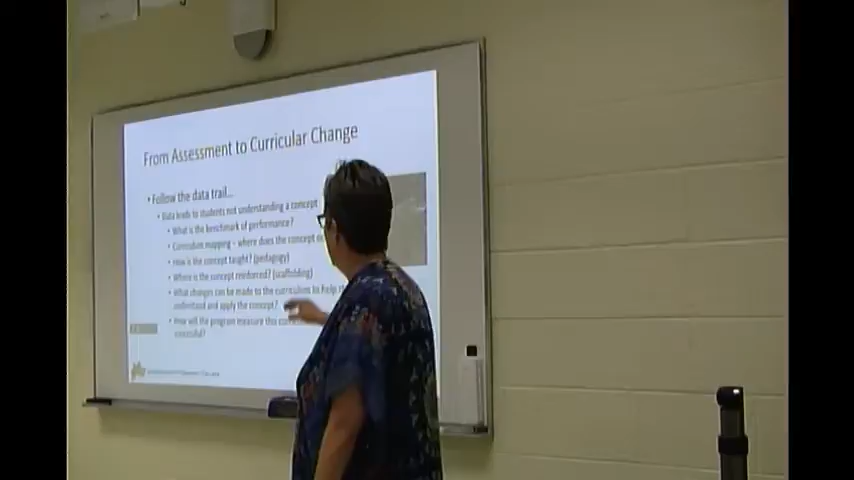 From Assessment to Curricular Change
• Follow the data trail...
• Data leads to students not understanding a concept
• What is the benchmark of performance?
• Curriculum mapping – where does the concept
• How is the concept taught? (pedagogy)
• Where is the concept reinforced? (scaffolding)
• What changes can be made to the curriculum to help
understand and apply the concept?
• How will the program measure this
successful?